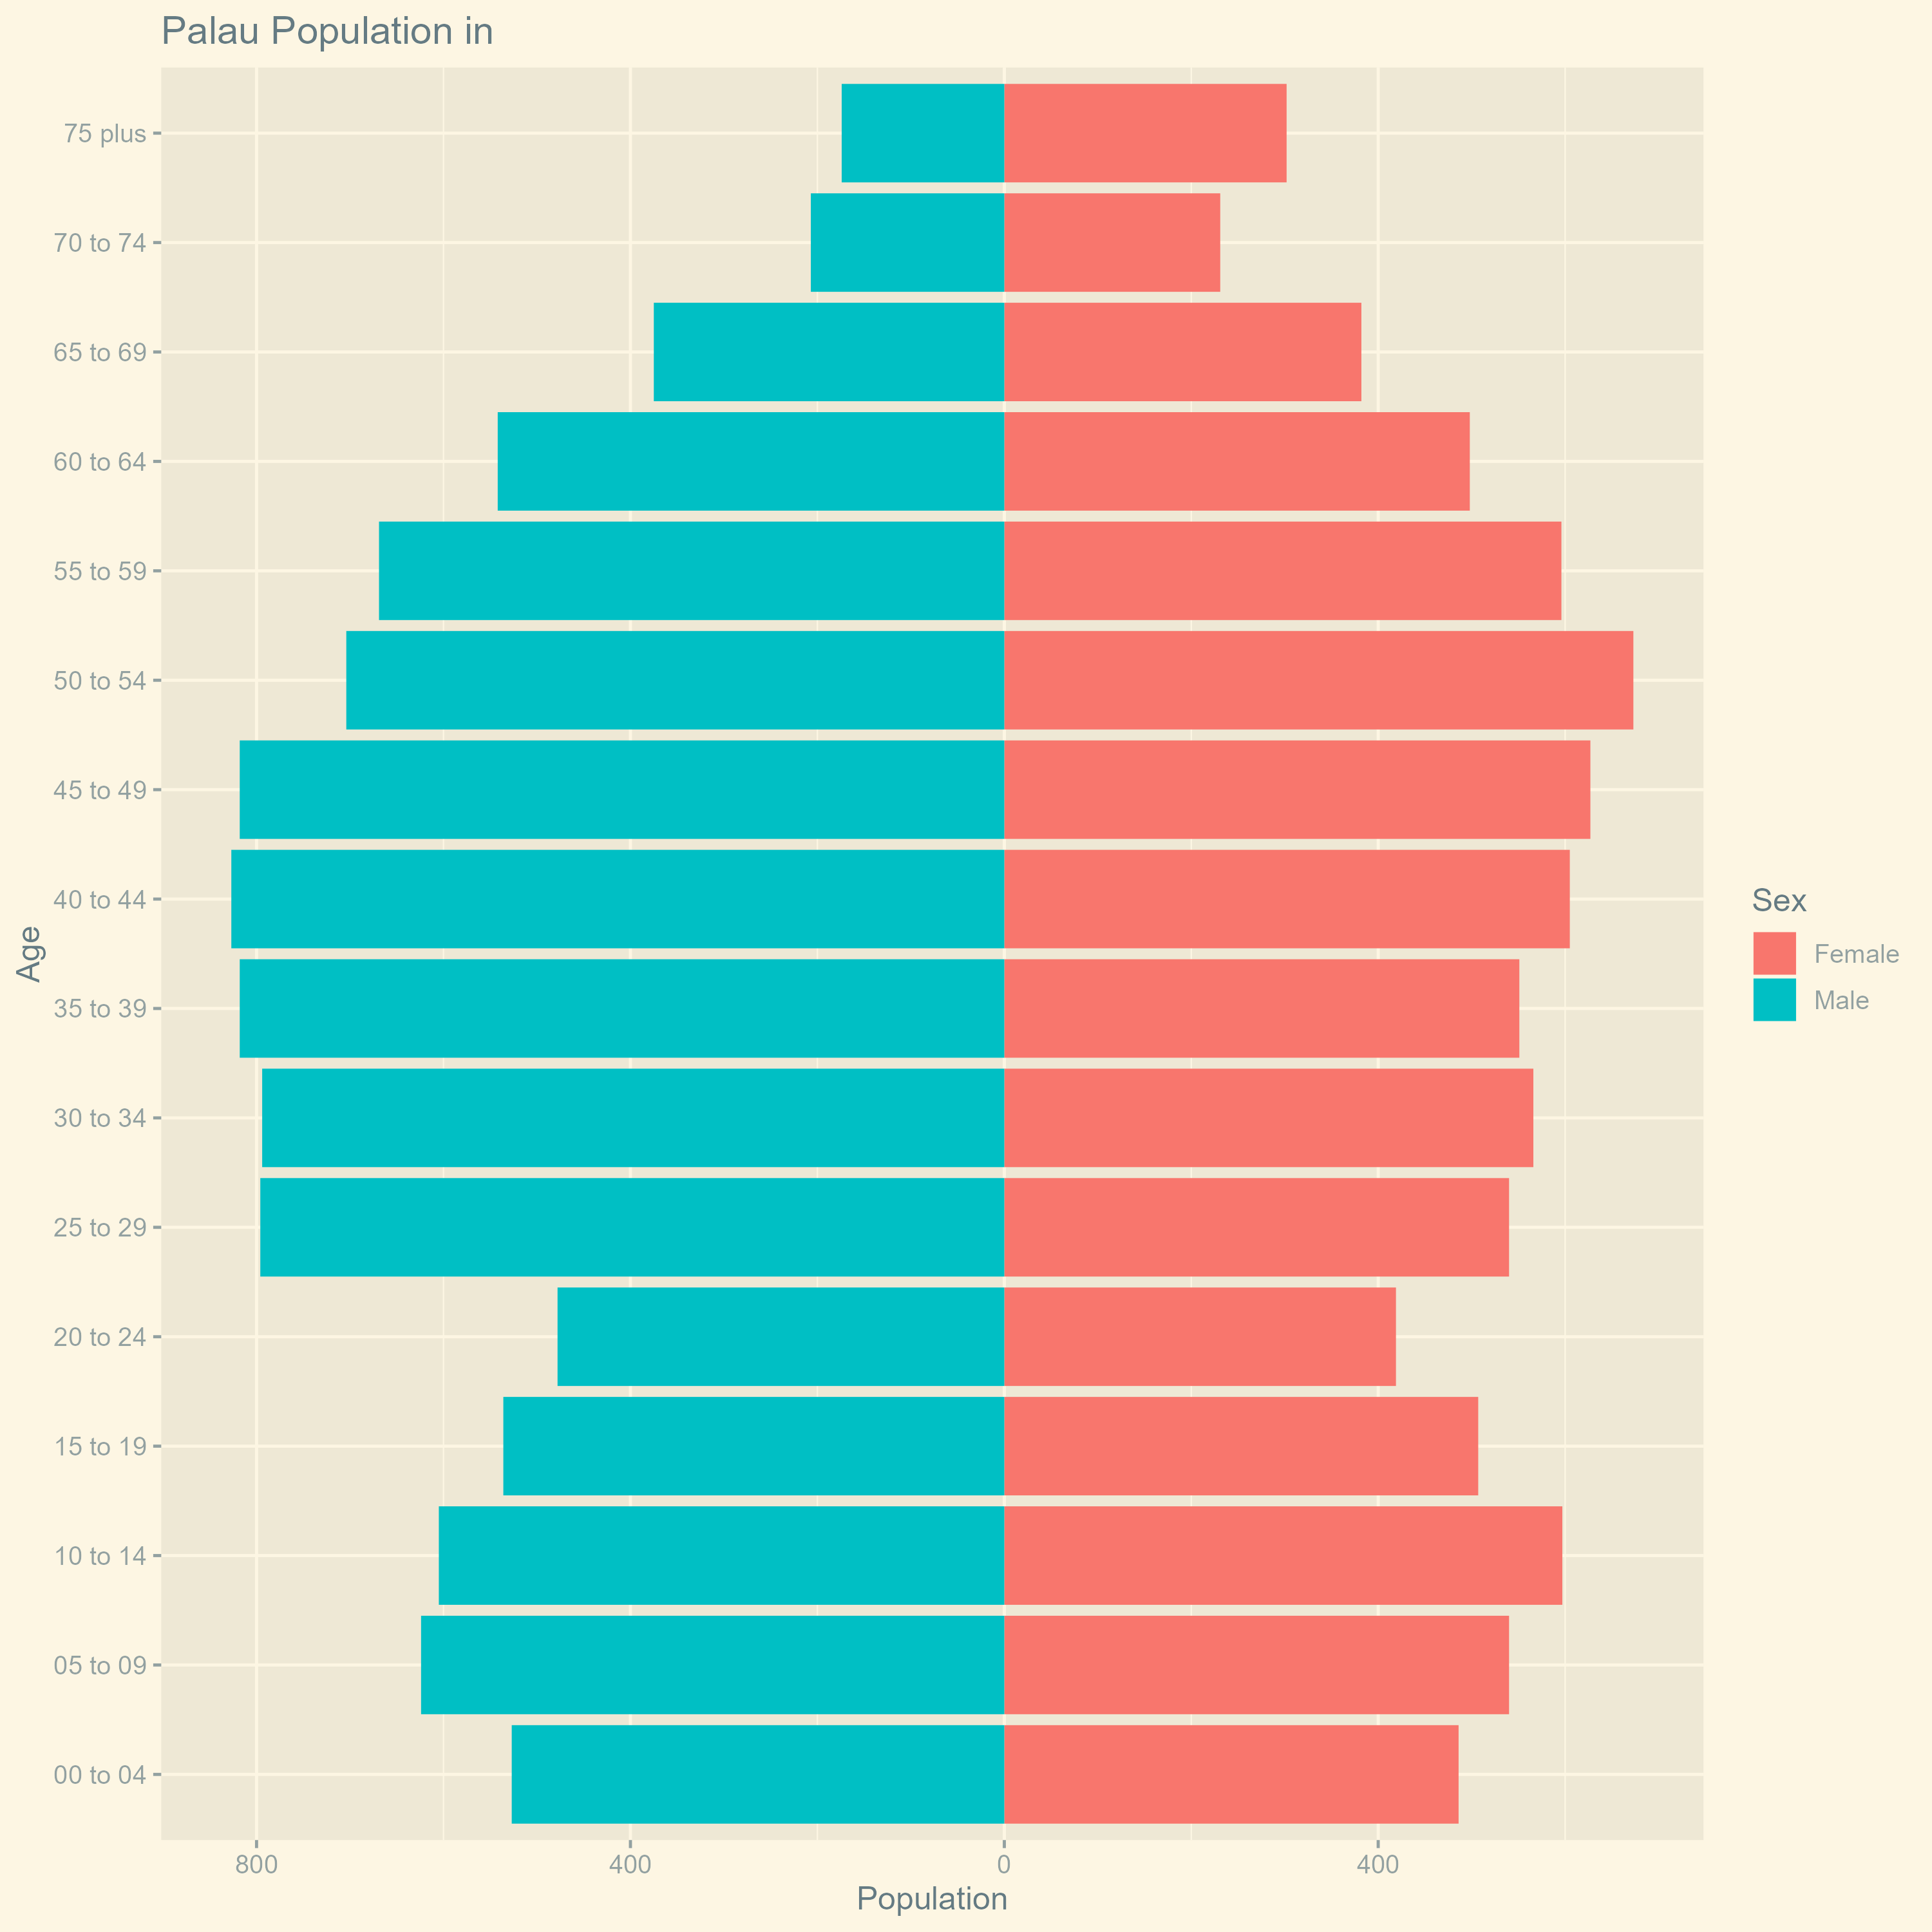 Palau Population in
75 plus
70 to 74
65 to 69
60 to 64
55 to 59
50 to 54
45 to 49
40 to 44
35 to 39
30 to 34
25 to 29
20 to 24
15 to 19
10 to 14
05 to 09
00 to 04
Age
800 400 0 400
Population
Sex
Female
Male